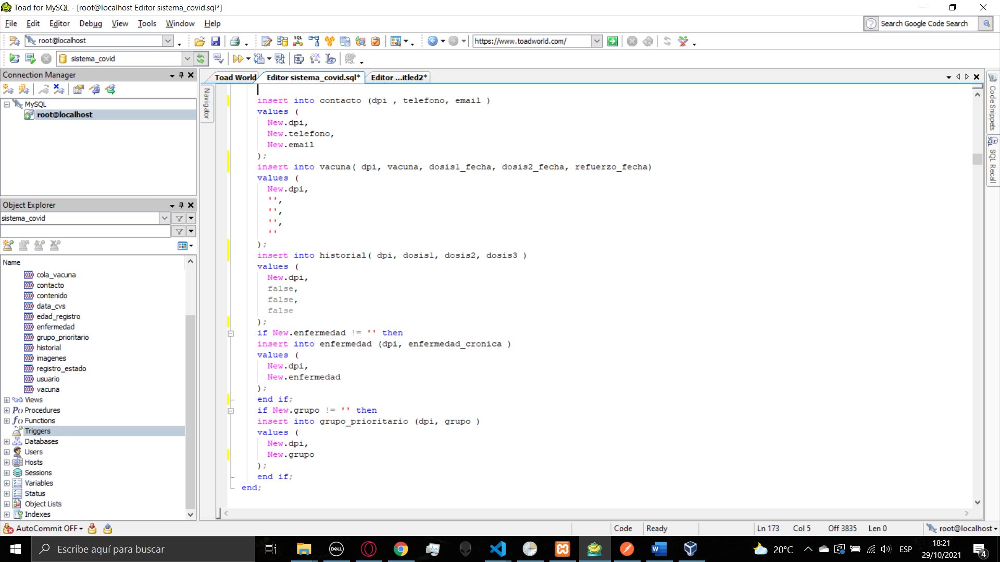 Toad for MySQL - [root@localhost Editor sistema_covid.sql*]
File Edit Editor Debug View Tools Window Help
Search Google Code Search
root@localhost
https://www.toadworld.com/
sistema_covid
Connection Manager
MySQL
root@localhost
Object Explorer
sistema_covid
Name
cola_vacuna
contacto
contenido
data_cvs
edad_registro
enfermedad
grupo_prioritario
historial
imagenes
registro_estado
usuario
vacuna
Views
Procedures
Functions
Triggers
Databases
Users
Hosts
Sessions
Variables
Status
Object Lists
Indexes
Navigator
Toad World
Editor sistema_covid.sql*
Editor ...itled2*
insert into contacto (dpi , telefono, email )
values (
New.dpi,
New.telefono,
New.email
);
insert into vacuna( dpi, vacuna, dosis1_fecha, dosis2_fecha, refuerzo_fecha)
values (
New.dpi,
'',
'',
'',
''
);
insert into historial( dpi, dosis1, dosis2, dosis3 )
values (
New.dpi,
false,
false,
false
);
if New.enfermedad != '' then
insert into enfermedad (dpi, enfermedad_cronica )
values (
New.dpi,
New.enfermedad
);
end if;
if New.grupo != '' then
insert into grupo_prioritario (dpi, grupo )
values (
New.dpi,
New.grupo
);
end if;
end;
Code Snippets
SQL Recall
AutoCommit OFF
Code
Ready
Ln 173 Col 5 Off 3835 Len 0
root@localhost
Escribe aquí para buscar
20°C
ESP
18:21
29/10/2021
4